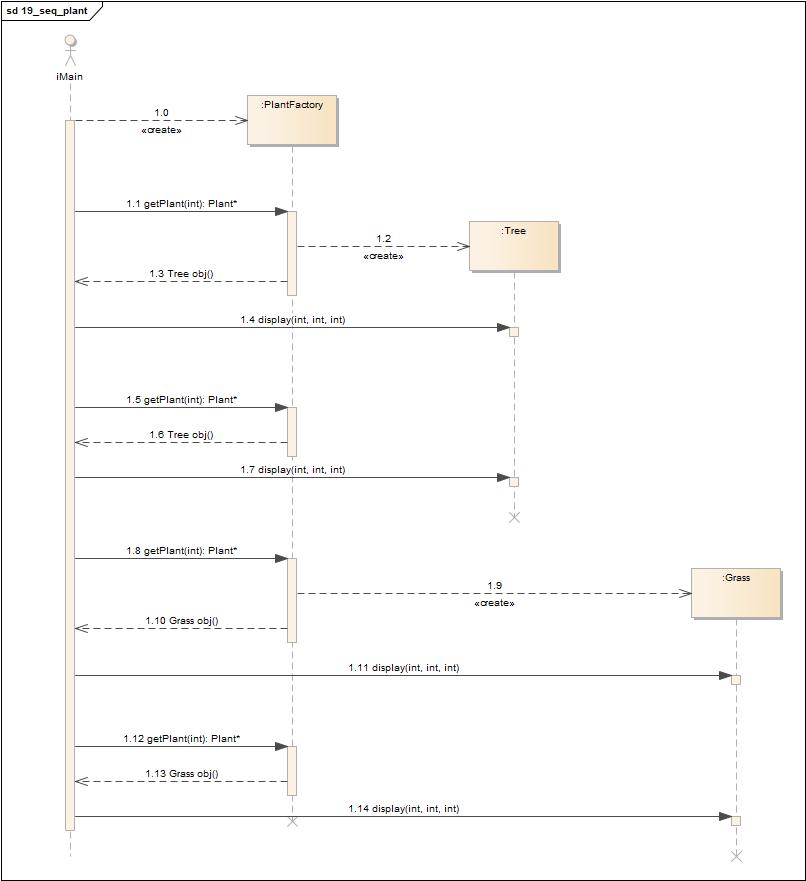 sd 19_seq_plant
iMain
:PlantFactory
1.0
«create»
1.1 getPlant(int): Plant*
:Tree
1.2
«create»
1.3 Tree obj()
1.4 display(int, int, int)
1.5 getPlant(int): Plant*
1.6 Tree obj()
1.7 display(int, int, int)
1.8 getPlant(int): Plant*
:Grass
1.9
«create»
1.10 Grass obj()
1.11 display(int, int, int)
1.12 getPlant(int): Plant*
1.13 Grass obj()
1.14 display(int, int, int)